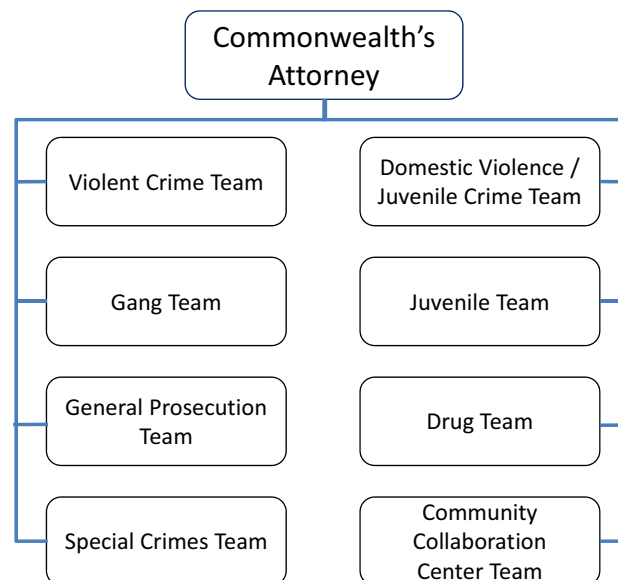 Commonwealth’s
Attorney
Violent Crime Team
Domestic Violence /
Juvenile Crime Team
Gang Team
Juvenile Team
General Prosecution
Team
Drug Team
Special Crimes Team
Community
Collaboration
Center Team